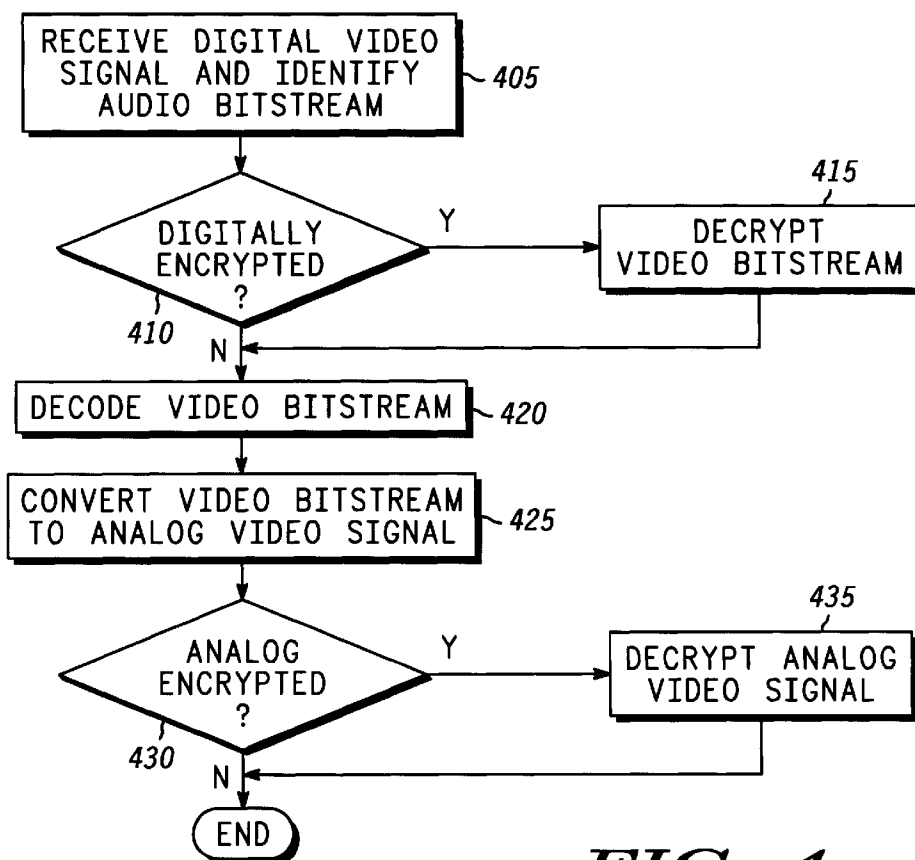 RECEIVE DIGITAL VIDEO
SIGNAL AND IDENTIFY
AUDIO BITSTREAM
405
DIGITALLY
ENCRYPTED
?
410
Y
415
DECRYPT
VIDEO BITSTREAM
N
DECODE VIDEO BITSTREAM
420
CONVERT VIDEO BITSTREAM
TO ANALOG VIDEO SIGNAL
425
ANALOG
ENCRYPTED
?
430
Y
435
DECRYPT ANALOG
VIDEO SIGNAL
N
END